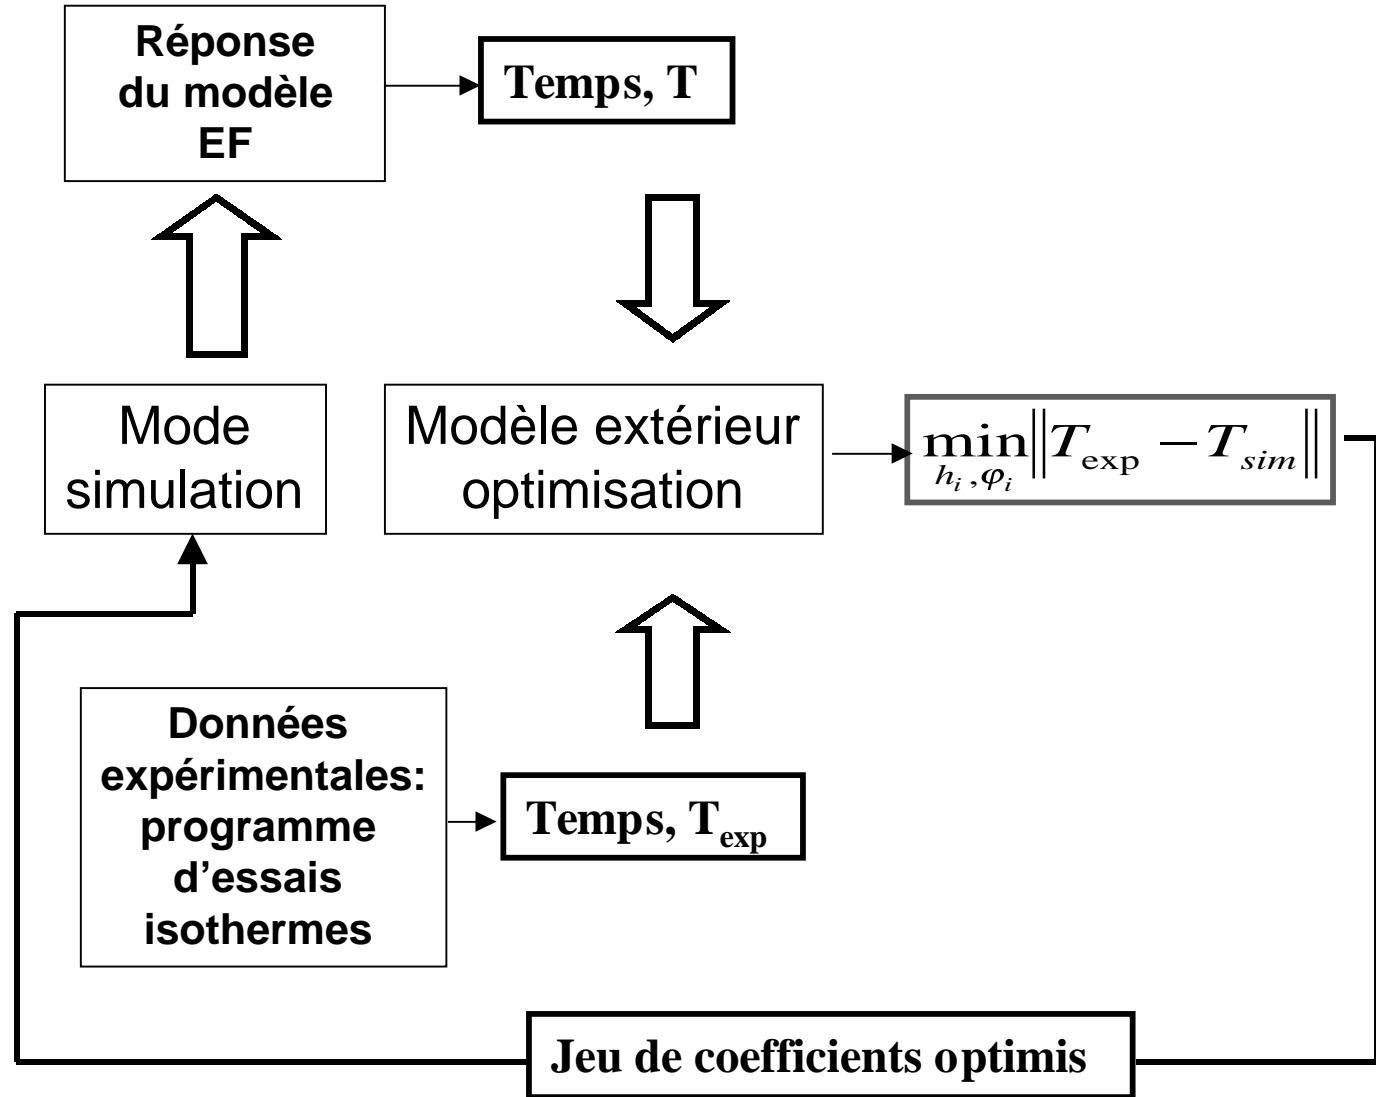 Réponse
du modèle
EF
Temps, T
Mode
simulation
Modèle extérieur
optimisation
min ‖T_exp − T_sim‖
h_i, φ_i
Données
expérimentales:
programme
d’essais
isothermes
Temps, T_exp
Jeu de coefficients optimis